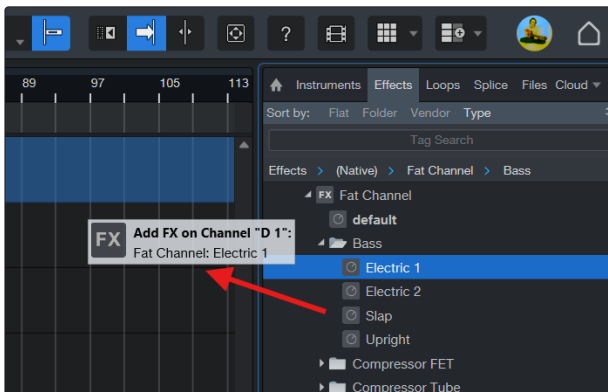 ?
89 97 105 113
Instruments Effects Loops Splice Files Cloud
Sort by: Flat Folder Vendor Type
Tag Search
Effects > (Native) > Fat Channel > Bass
FX Fat Channel
default
Bass
FX Add FX on Channel "D 1":
Fat Channel: Electric 1
Electric 1
Electric 2
Slap
Upright
Compressor FET
Compressor Tube